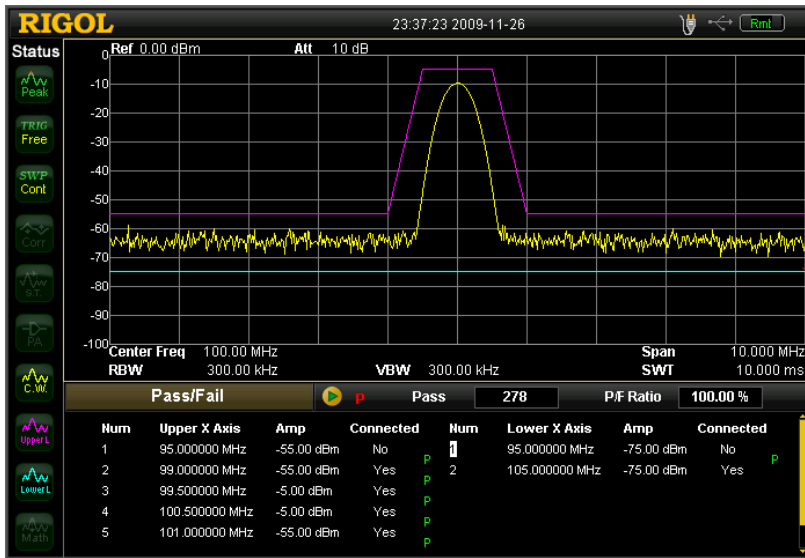 RIGOL 23:37:23 2009-11-26 Rmt
Status Ref 0.00 dBm Att 10 dB
0
-10
-20
-30
-40
-50
-60
-70
-80
-90
-100
Peak
TRIG
Free
SWP
Cont
Corr
S.T.
PA
C.W.
UpperL
LowerL
Math
Center Freq 100.00 MHz Span 10.000 MHz
RBW 300.00 kHz VBW 300.00 kHz SWT 10.000 ms
Pass/Fail p Pass 278 P/F Ratio 100.00 %
Num Upper X Axis Amp Connected Num Lower X Axis Amp Connected
1 95.000000 MHz -55.00 dBm No P 1 95.000000 MHz -75.00 dBm No P
2 99.000000 MHz -55.00 dBm Yes P 2 105.000000 MHz -75.00 dBm Yes
3 99.500000 MHz -5.00 dBm Yes P
4 100.500000 MHz -5.00 dBm Yes P
5 101.000000 MHz -55.00 dBm Yes P